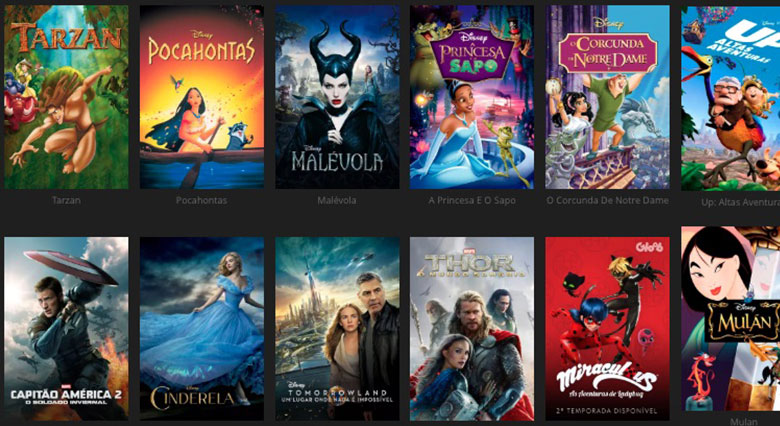 TARZAN
Disney
POCAHONTAS
Disney
MALÉVOLA
Disney
A PRINCESA
E O SAPO
Disney
O CORCUNDA
DE NOTRE DAME
UP
ALTAS
AVENTURAS
Tarzan
Pocahontas
Malévola
A Princesa E O Sapo
O Corcunda De Notre Dame
Up: Altas Aventura
MARVEL
CAPITÃO AMÉRICA 2
O SOLDADO INVERNAL
Disney
CINDERELA
Disney
TOMORROWLAND
UM LUGAR ONDE NADA É IMPOSSÍVEL
MARVEL
THOR
MUNDO SOMBRIO
Gloob
Miraculous
As Aventuras de Ladybug
2ª TEMPORADA DISPONÍVEL
Disney
MULAN
Mulan